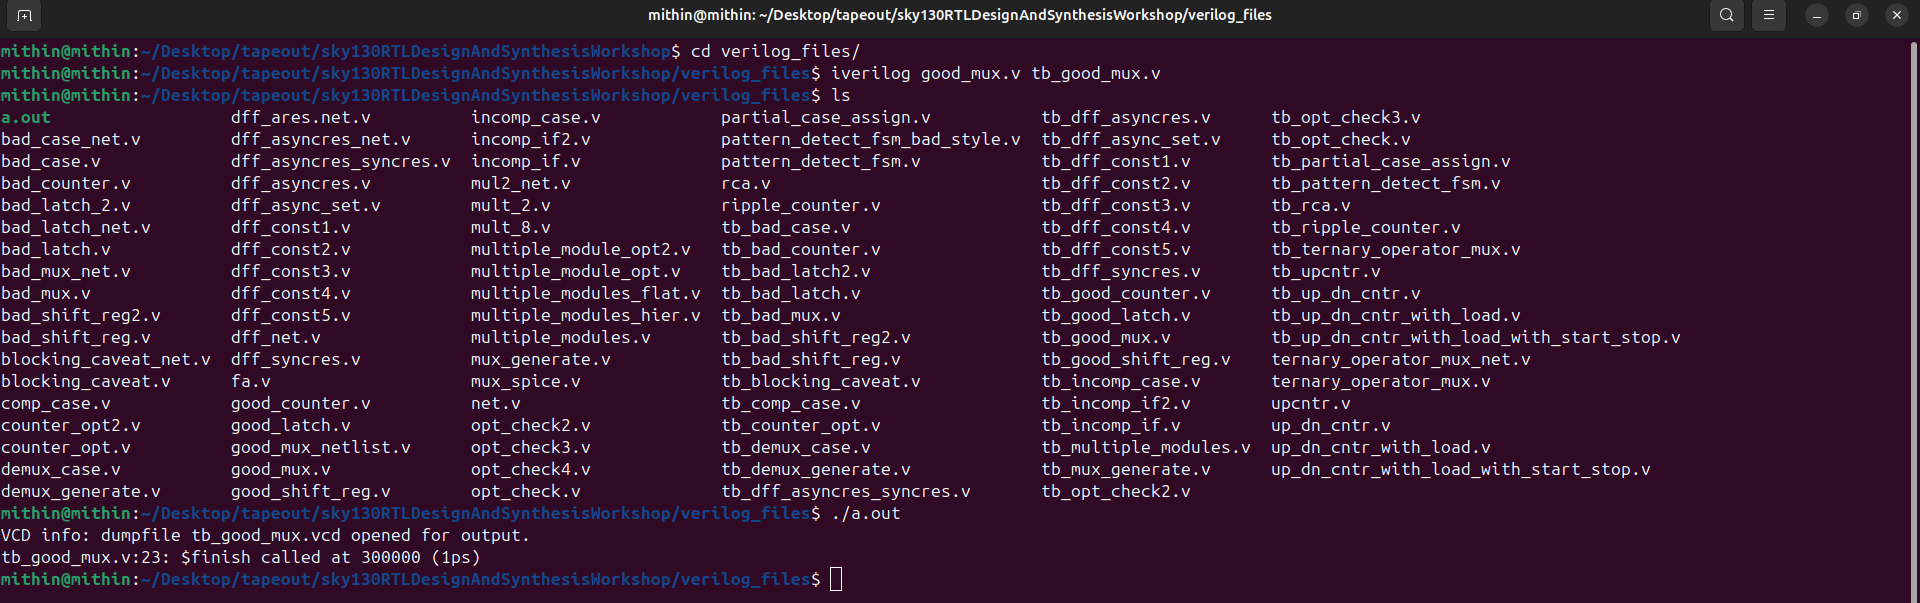 mithin@mithin: ~/Desktop/tapeout/sky130RTLDesignAndSynthesisWorkshop/verilog_files
mithin@mithin:~/Desktop/tapeout/sky130RTLDesignAndSynthesisWorkshop$ cd verilog_files/
mithin@mithin:~/Desktop/tapeout/sky130RTLDesignAndSynthesisWorkshop/verilog_files$ iverilog good_mux.v tb_good_mux.v
mithin@mithin:~/Desktop/tapeout/sky130RTLDesignAndSynthesisWorkshop/verilog_files$ ls
a.out dff_ares.net.v incomp_case.v partial_case_assign.v tb_dff_asyncres.v tb_opt_check3.v
bad_case_net.v dff_asyncres_net.v incomp_if2.v pattern_detect_fsm_bad_style.v tb_dff_async_set.v tb_opt_check.v
bad_case.v dff_asyncres_syncres.v incomp_if.v pattern_detect_fsm.v tb_dff_const1.v tb_partial_case_assign.v
bad_counter.v dff_asyncres.v mul2_net.v rca.v tb_dff_const2.v tb_pattern_detect_fsm.v
bad_latch_2.v dff_async_set.v mult_2.v ripple_counter.v tb_dff_const3.v tb_rca.v
bad_latch_net.v dff_const1.v mult_8.v tb_bad_case.v tb_dff_const4.v tb_ripple_counter.v
bad_latch.v dff_const2.v multiple_module_opt2.v tb_bad_counter.v tb_dff_const5.v tb_ternary_operator_mux.v
bad_mux_net.v dff_const3.v multiple_module_opt.v tb_bad_latch2.v tb_dff_syncres.v tb_upcntr.v
bad_mux.v dff_const4.v multiple_modules_flat.v tb_bad_latch.v tb_good_counter.v tb_up_dn_cntr.v
bad_shift_reg2.v dff_const5.v multiple_modules_hier.v tb_bad_mux.v tb_good_latch.v tb_up_dn_cntr_with_load.v
bad_shift_reg.v dff_net.v multiple_modules.v tb_bad_shift_reg2.v tb_good_mux.v tb_up_dn_cntr_with_load_with_start_stop.v
blocking_caveat_net.v dff_syncres.v mux_generate.v tb_bad_shift_reg.v tb_good_shift_reg.v ternary_operator_mux_net.v
blocking_caveat.v fa.v mux_spice.v tb_blocking_caveat.v tb_incomp_case.v ternary_operator_mux.v
comp_case.v good_counter.v net.v tb_comp_case.v tb_incomp_if2.v upcntr.v
counter_opt2.v good_latch.v opt_check2.v tb_counter_opt.v tb_incomp_if.v up_dn_cntr.v
counter_opt.v good_mux_netlist.v opt_check3.v tb_demux_case.v tb_multiple_modules.v up_dn_cntr_with_load.v
demux_case.v good_mux.v opt_check4.v tb_demux_generate.v tb_mux_generate.v up_dn_cntr_with_load_with_start_stop.v
demux_generate.v good_shift_reg.v opt_check.v tb_dff_asyncres_syncres.v tb_opt_check2.v
mithin@mithin:~/Desktop/tapeout/sky130RTLDesignAndSynthesisWorkshop/verilog_files$ ./a.out
VCD info: dumpfile tb_good_mux.vcd opened for output.
tb_good_mux.v:23: $finish called at 300000 (1ps)
mithin@mithin:~/Desktop/tapeout/sky130RTLDesignAndSynthesisWorkshop/verilog_files$